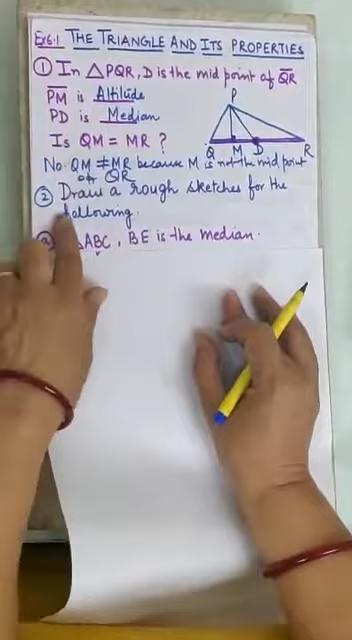 Ex6.1 THE TRIANGLE AND ITS PROPERTIES
① In △PQR, D is the mid point of QR
PM is Altitude
PD is Median
Is QM = MR ?
P
Q M D R
No. QM ≠ MR because M is not the mid point
of QR
② Draw a rough sketches for the
following.
△ABC, BE is the median.